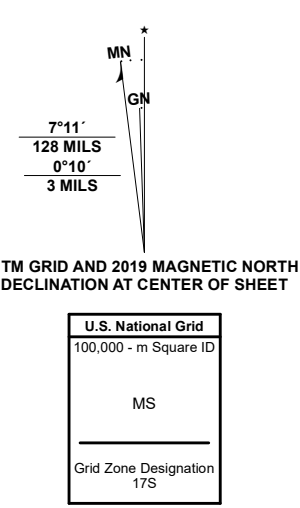 ★
MN
GN
7°11´
128 MILS
0°10´
3 MILS
TM GRID AND 2019 MAGNETIC NORTH
DECLINATION AT CENTER OF SHEET
U.S. National Grid
100,000 - m Square ID
MS
Grid Zone Designation
17S